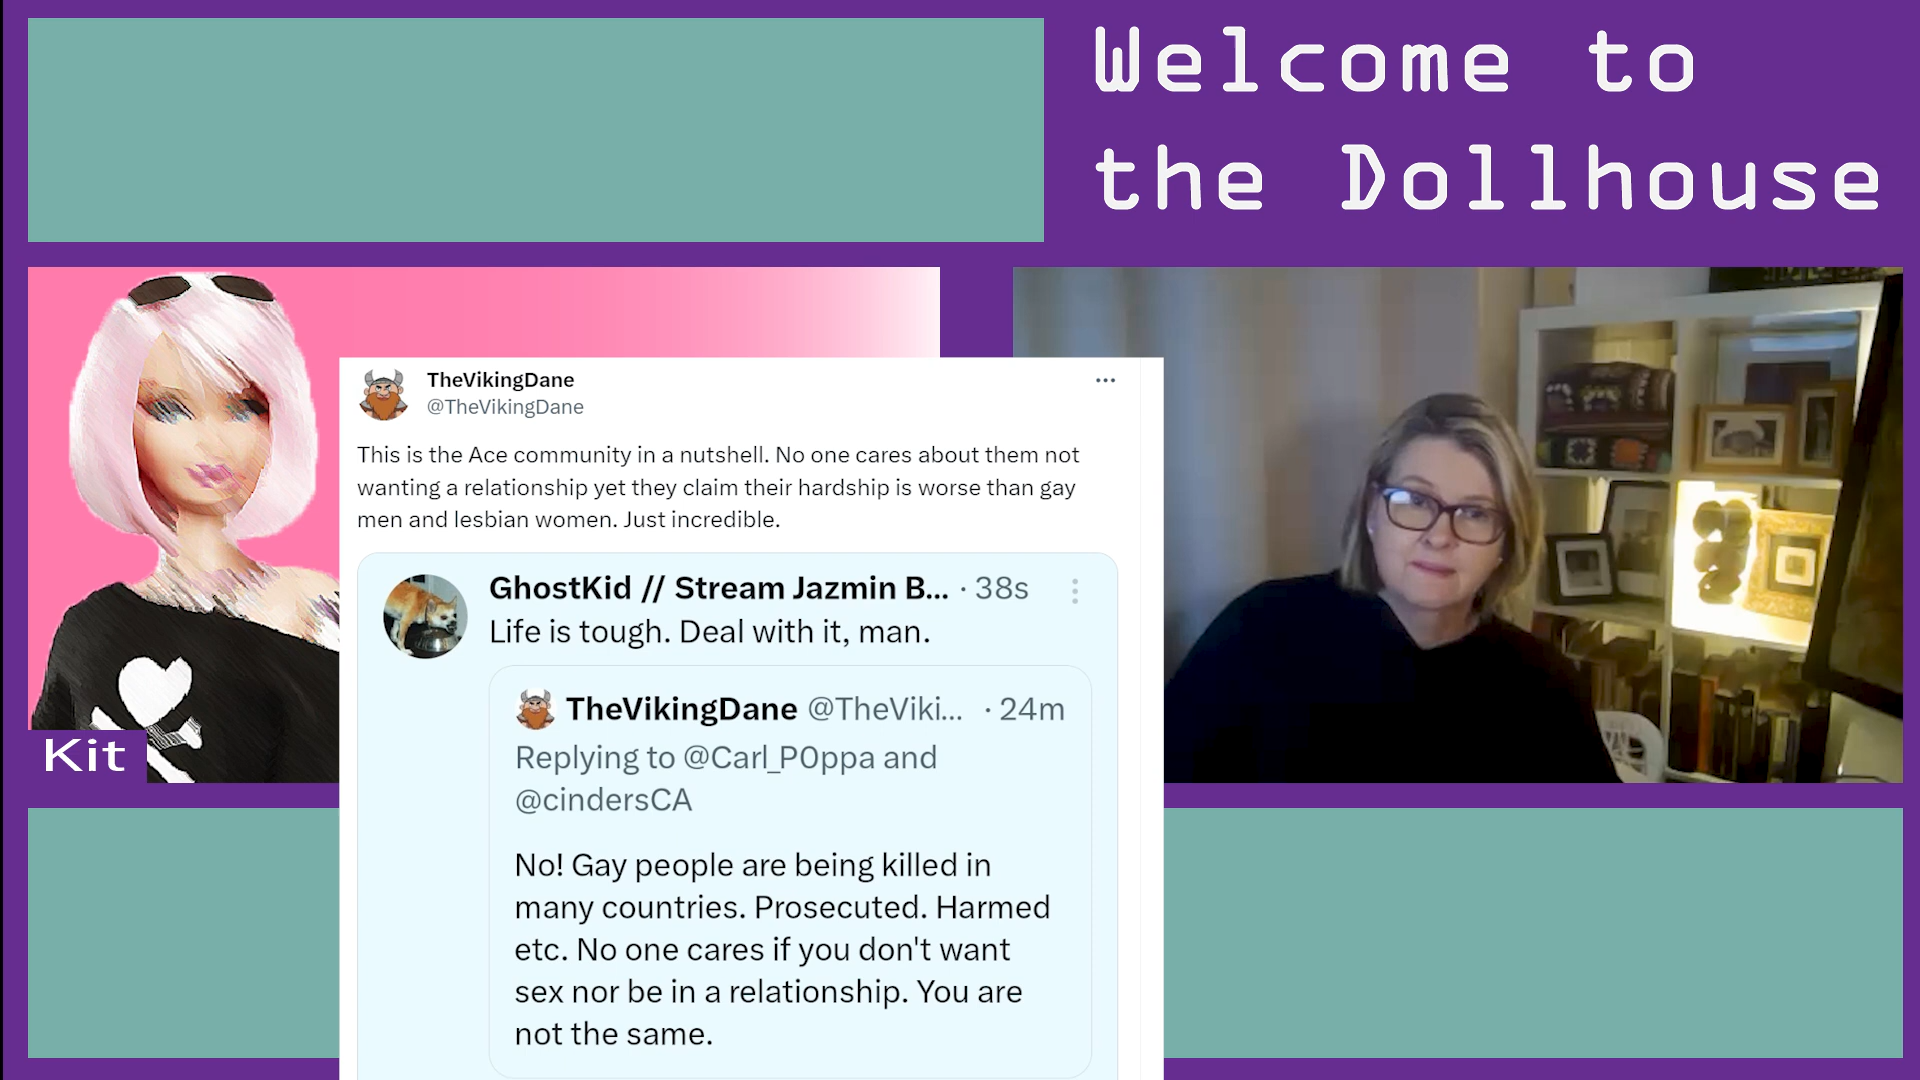 Welcome to
the Dollhouse
TheVikingDane
@TheVikingDane
This is the Ace community in a nutshell. No one cares about them not
wanting a relationship yet they claim their hardship is worse than gay
men and lesbian women. Just incredible.
GhostKid // Stream Jazmin B... · 38s
Life is tough. Deal with it, man.
TheVikingDane @TheViki... · 24m
Replying to @Carl_P0ppa and
@cindersCA
No! Gay people are being killed in
many countries. Prosecuted. Harmed
etc. No one cares if you don't want
sex nor be in a relationship. You are
not the same.
Kit